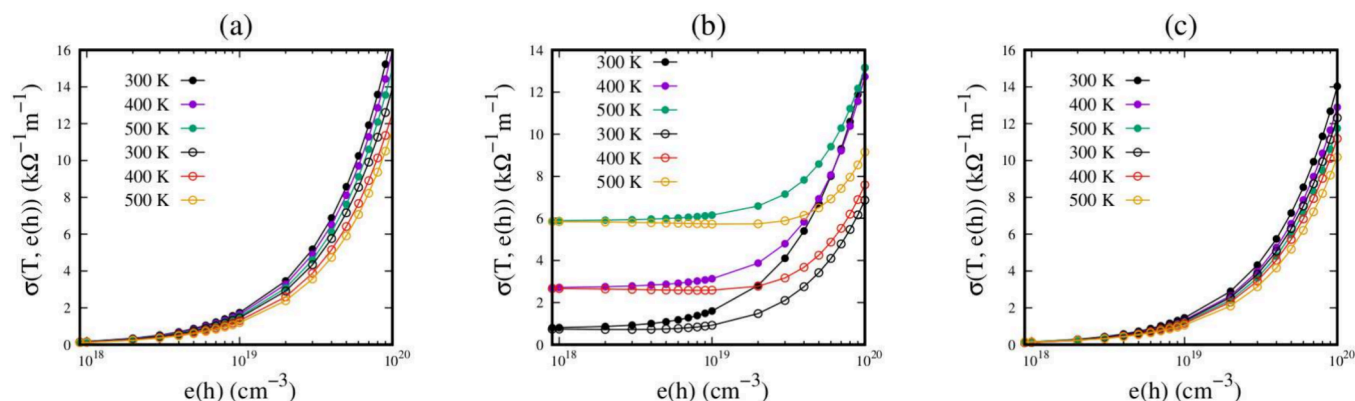 (a)
σ(T, e(h)) (kΩ⁻¹m⁻¹)
16
14
12
10
8
6
4
2
0
300 K
400 K
500 K
300 K
400 K
500 K
10¹⁸ 10¹⁹ 10²⁰
e(h) (cm⁻³)
(b)
σ(T, e(h)) (kΩ⁻¹m⁻¹)
14
12
10
8
6
4
2
0
300 K
400 K
500 K
300 K
400 K
500 K
10¹⁸ 10¹⁹ 10²⁰
e(h) (cm⁻³)
(c)
σ(T, e(h)) (kΩ⁻¹m⁻¹)
16
14
12
10
8
6
4
2
0
300 K
400 K
500 K
300 K
400 K
500 K
10¹⁸ 10¹⁹ 10²⁰
e(h) (cm⁻³)